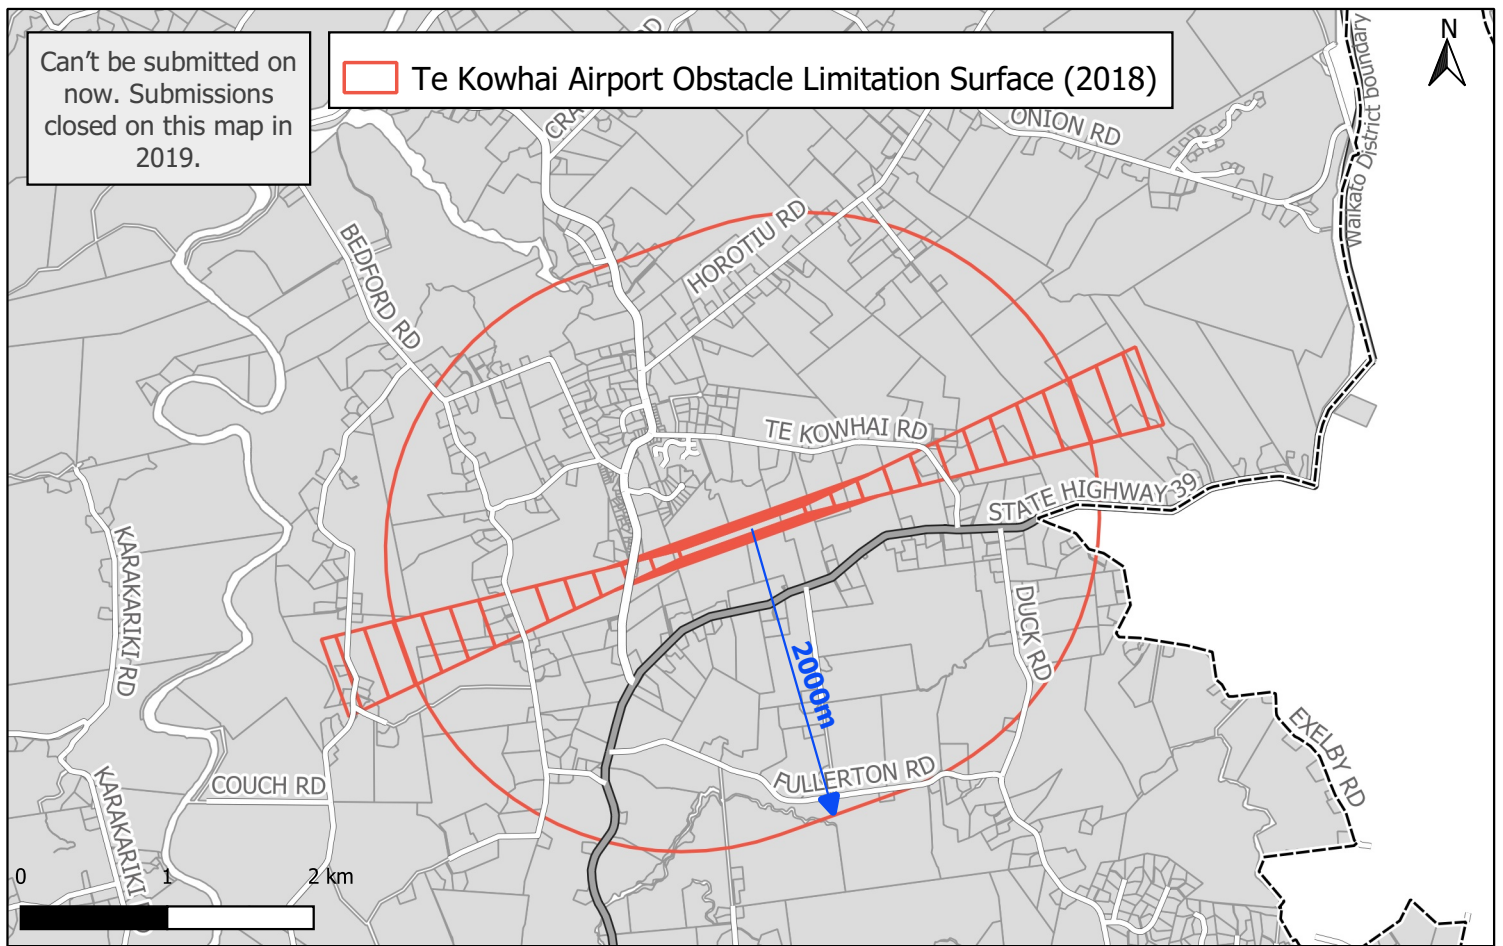 Can't be submitted on
now. Submissions
closed on this map in
2019.
Te Kowhai Airport Obstacle Limitation Surface (2018)
N
Waikato District boundary
ONION RD
BEDFORD RD
HOROTIU RD
TE KOWHAI RD
STATE HIGHWAY 39
KARAKARIKI RD
DUCK RD
2000m
EXELBY RD
FULLERTON RD
COUCH RD
KARAKARIKI
0 1 2 km